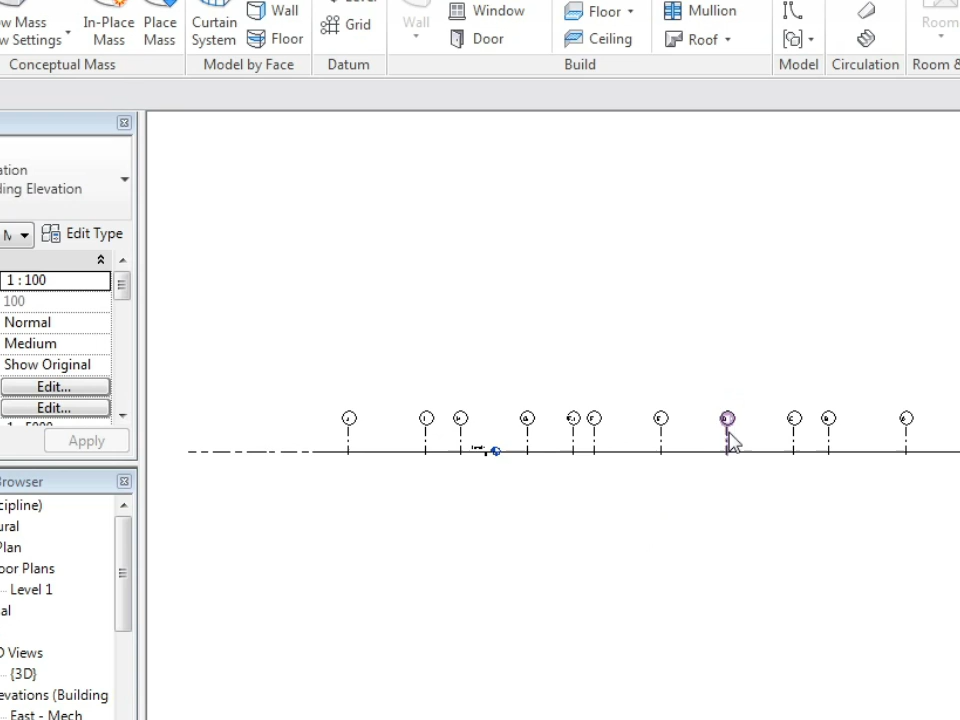 ow Mass In-Place Place Curtain Wall Grid Wall Window Floor Mullion Room
w Settings Mass Mass System Floor Door Ceiling Roof
Conceptual Mass Model by Face Datum Build Model Circulation Room &
ation
ding Elevation
Edit Type
1 : 100
100
Normal
Medium
Show Original
Edit...
Edit...
Apply
Browser
cipline)
ural
Plan
oor Plans
Level 1
al
D Views
{3D}
evations (Building
East - Mech